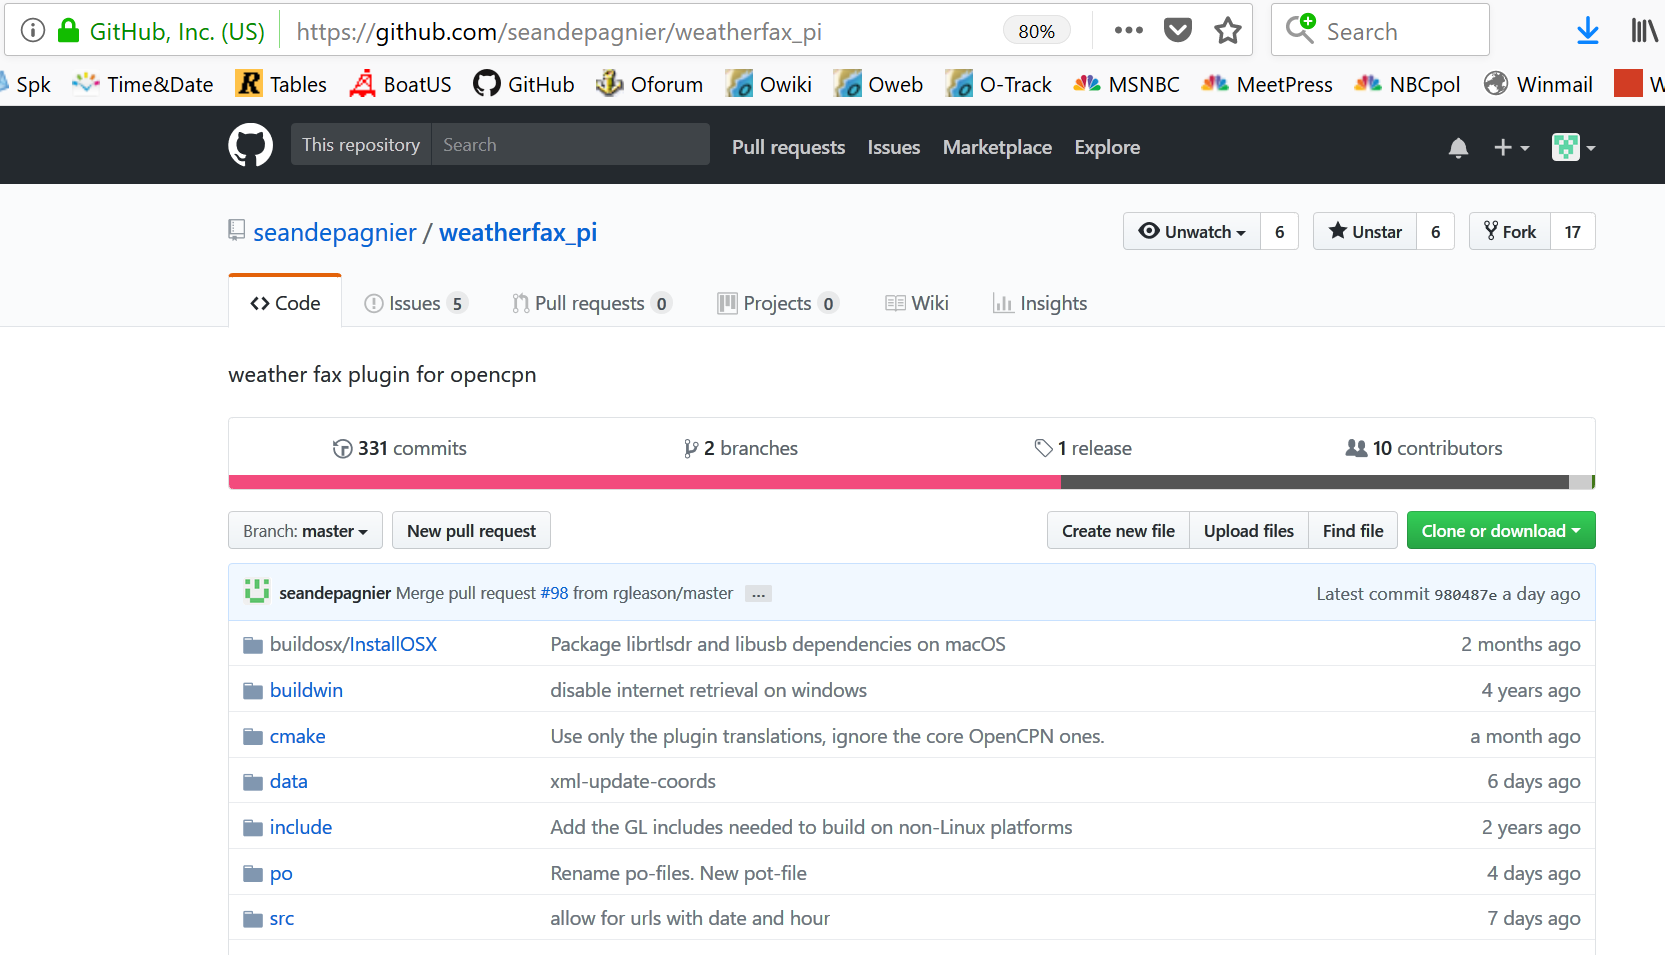 GitHub, Inc. (US) https://github.com/seandepagnier/weatherfax_pi 80% Search
Spk Time&Date Tables BoatUS GitHub Oforum Owiki Oweb O-Track MSNBC MeetPress NBCpol Winmail W
This repository Search Pull requests Issues Marketplace Explore
seandepagnier / weatherfax_pi Unwatch 6 Unstar 6 Fork 17
Code Issues 5 Pull requests 0 Projects 0 Wiki Insights
weather fax plugin for opencpn
331 commits 2 branches 1 release 10 contributors
Branch: master New pull request Create new file Upload files Find file Clone or download
seandepagnier Merge pull request #98 from rgleason/master ... Latest commit 980487e a day ago
buildosx/InstallOSX Package librtlsdr and libusb dependencies on macOS 2 months ago
buildwin disable internet retrieval on windows 4 years ago
cmake Use only the plugin translations, ignore the core OpenCPN ones. a month ago
data xml-update-coords 6 days ago
include Add the GL includes needed to build on non-Linux platforms 2 years ago
po Rename po-files. New pot-file 4 days ago
src allow for urls with date and hour 7 days ago